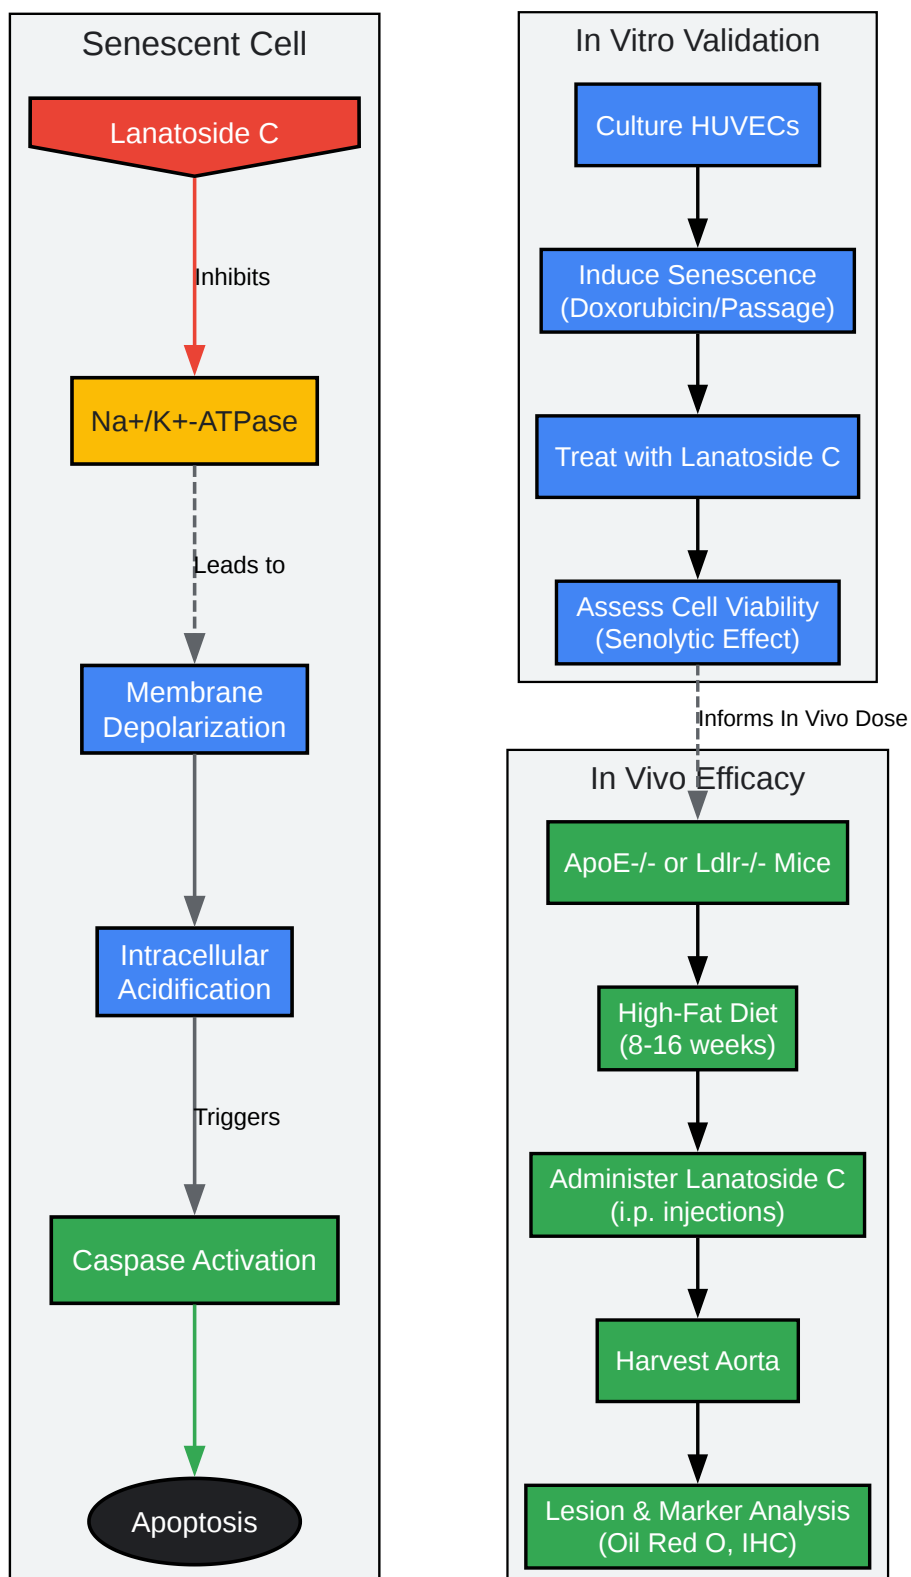 Senescent Cell
Lanatoside C
Inhibits
Na+/K+-ATPase
Leads to
Membrane
Depolarization
Intracellular
Acidification
Triggers
Caspase Activation
Apoptosis
In Vitro Validation
Culture HUVECs
Induce Senescence
(Doxorubicin/Passage)
Treat with Lanatoside C
Assess Cell Viability
(Senolytic Effect)
Informs In Vivo Dose
In Vivo Efficacy
ApoE-/- or Ldlr-/- Mice
High-Fat Diet
(8-16 weeks)
Administer Lanatoside C
(i.p. injections)
Harvest Aorta
Lesion & Marker Analysis
(Oil Red O, IHC)